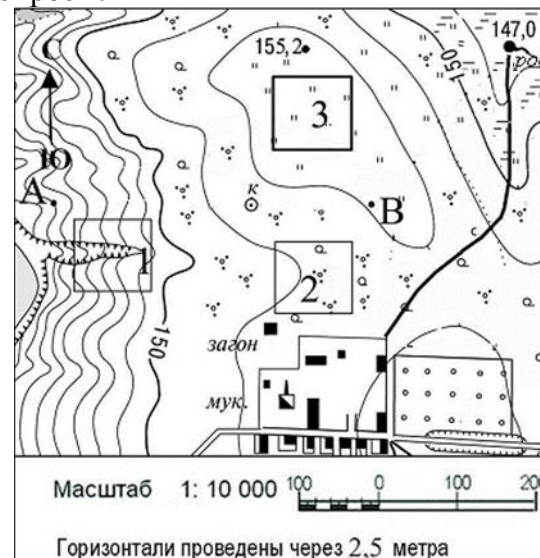 147,0
155,2
С
150
3
Ю
А
к
В
1
2
150
загон
мук.
Масштаб 1: 10 000 100 0 100 200
Горизонтали проведены через 2,5 метра